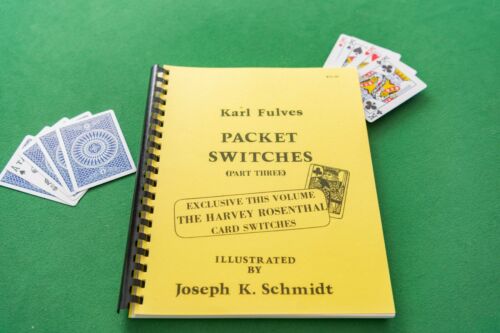 Karl Fulves
PACKET
SWITCHES
(PART THREE)
EXCLUSIVE THIS VOLUME
THE HARVEY ROSENTHAL
CARD SWITCHES
ILLUSTRATED
BY
Joseph K. Schmidt